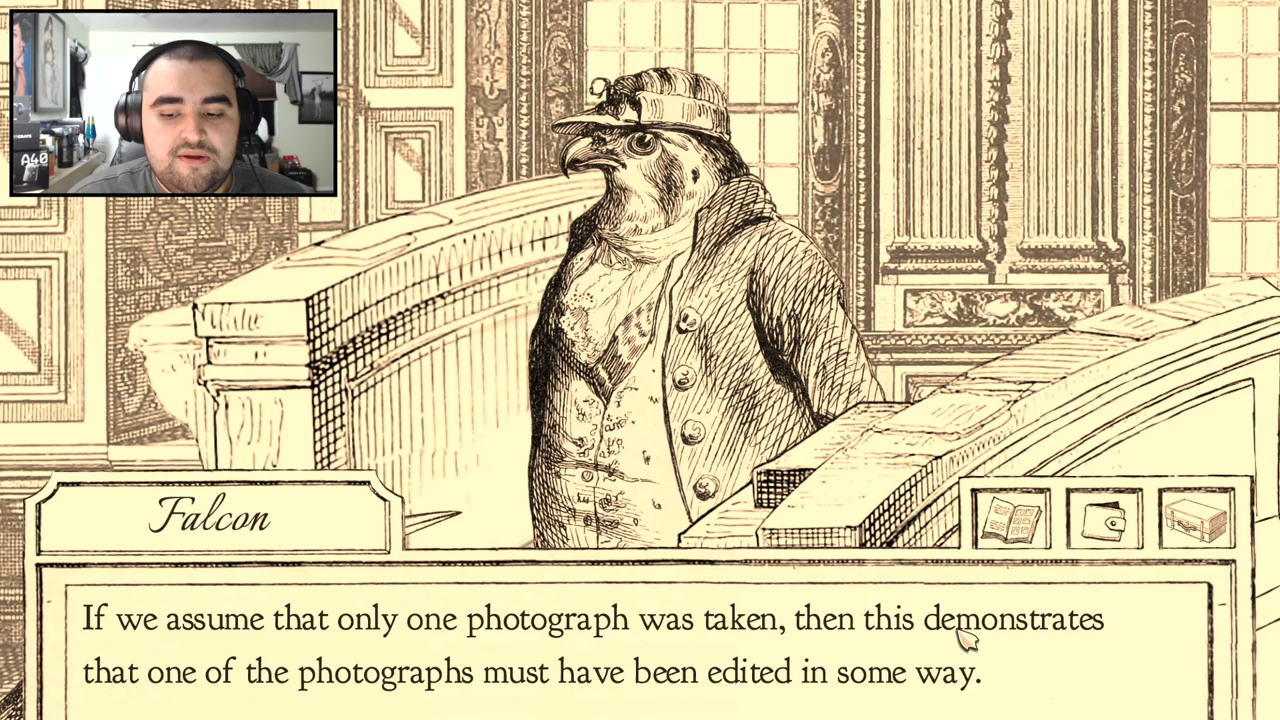 A40
Falcon
If we assume that only one photograph was taken, then this demonstrates
that one of the photographs must have been edited in some way.